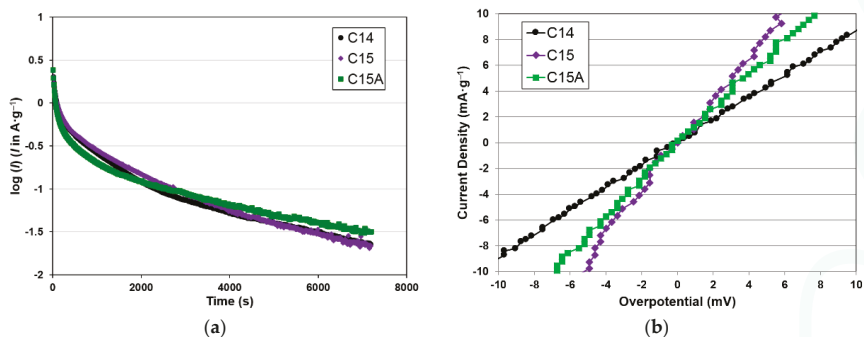 1
0.5
0
-0.5
-1
-1.5
-2
log (I) (I in A·g⁻¹)
C14
C15
C15A
0 2000 4000 6000 8000
Time (s)
(a)
10
8
6
4
2
0
-2
-4
-6
-8
-10
Current Density (mA·g⁻¹)
C14
C15
C15A
-10 -8 -6 -4 -2 0 2 4 6 8 10
Overpotential (mV)
(b)